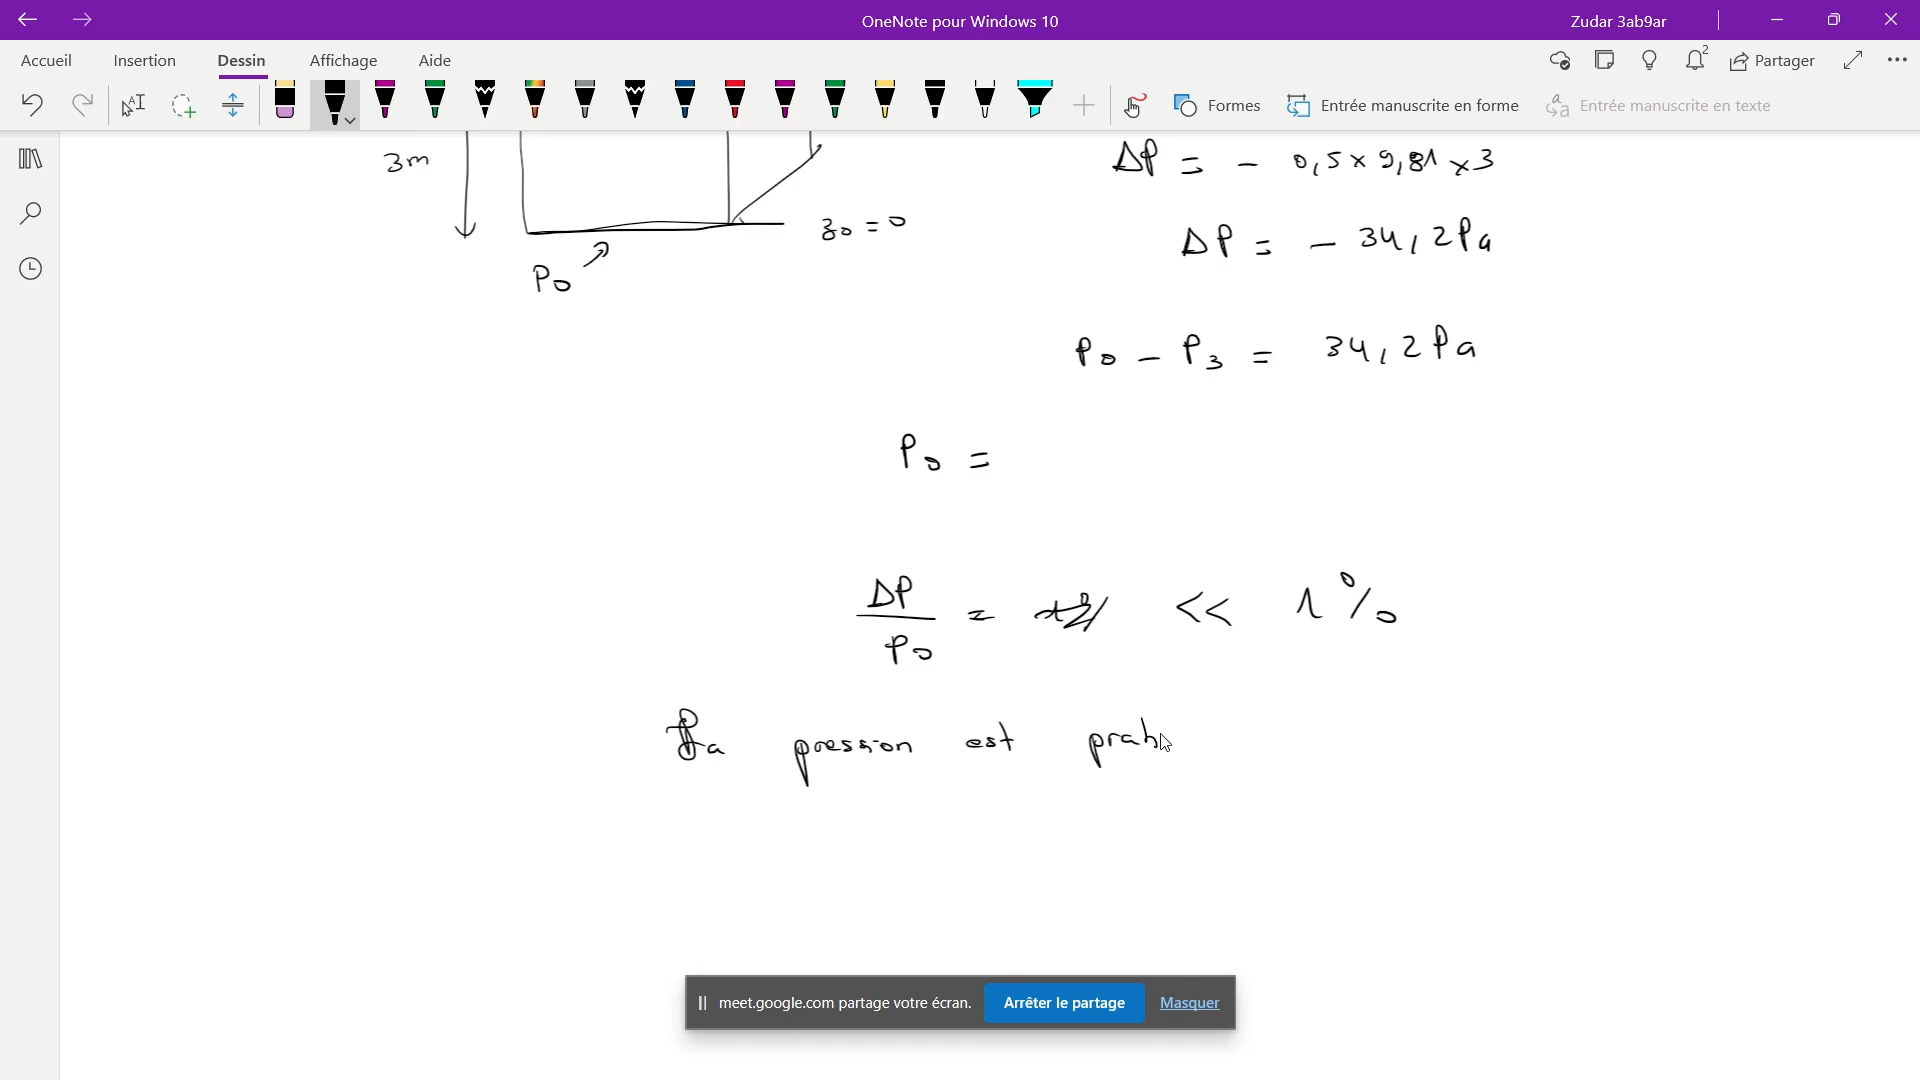 OneNote pour Windows 10
Zudar 3ab9ar
Accueil Insertion Dessin Affichage Aide
2
Partager
Formes Entrée manuscrite en forme Entrée manuscrite en texte
3m
z0 = 0
P0
ΔP = - 0,5 x 9,81 x 3
ΔP = - 34,2 Pa
P0 - P3 = 34,2 Pa
P0 =
ΔP / P0 = << 1%
La pression est prah
meet.google.com partage votre écran. Arrêter le partage Masquer